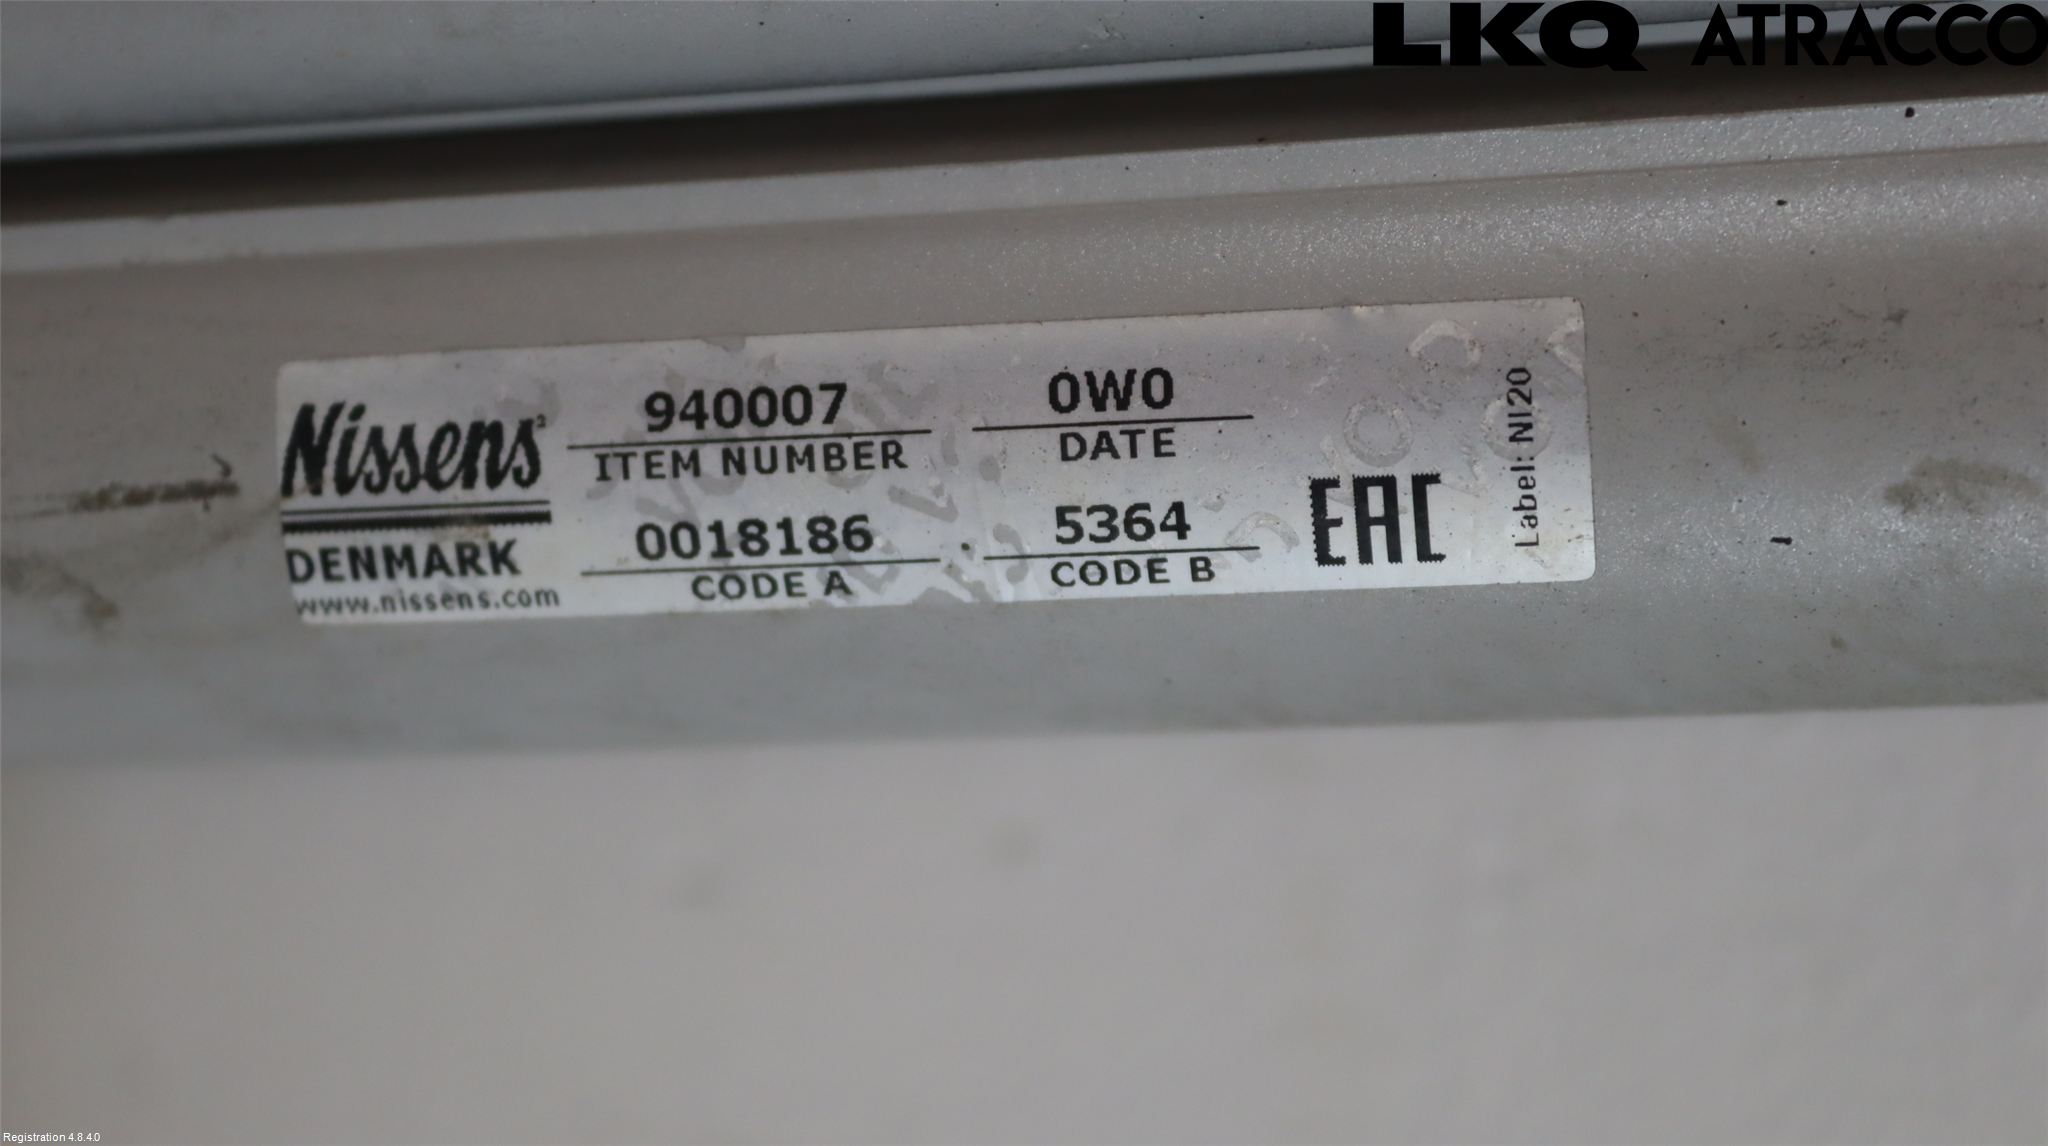 LKQ ATRACCO
Nissens
DENMARK
www.nissens.com
940007
ITEM NUMBER
0018186
CODE A
0W0
DATE
5364
CODE B
EAC
Label: NI20
Registration 4.8.4.0